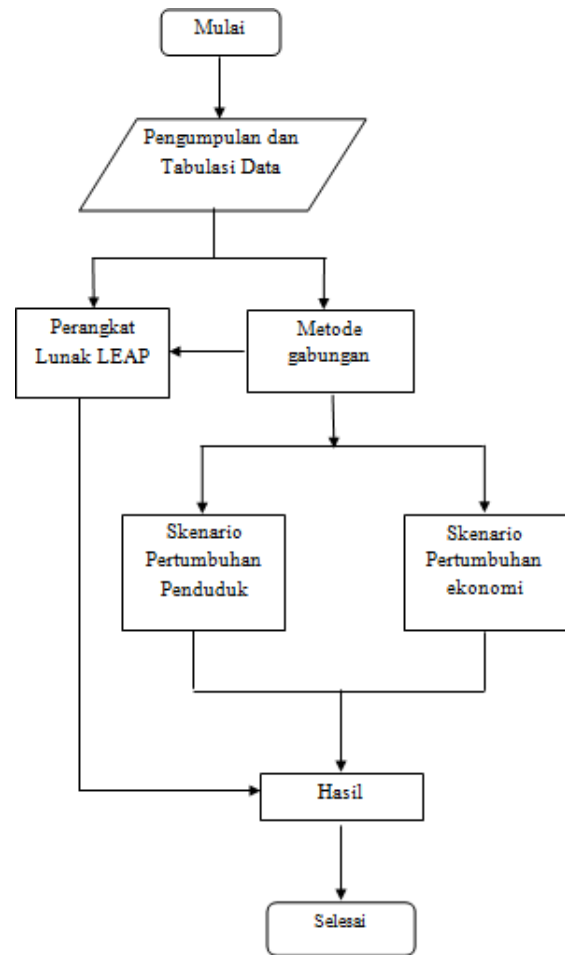 Mulai
Pengumpulan dan
Tabulasi Data
Perangkat
Lunak LEAP
Metode
gabungan
Skenario
Pertumbuhan
Penduduk
Skenario
Pertumbuhan
ekonomi
Hasil
Selesai